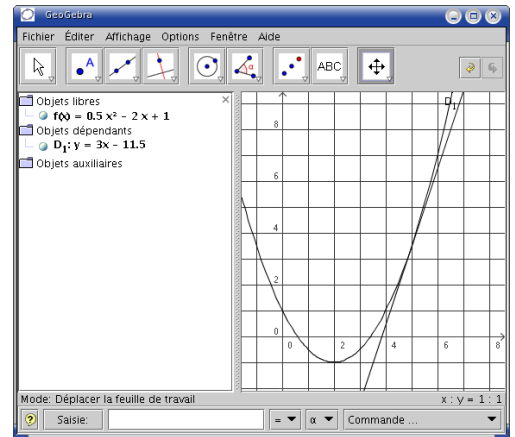 GeoGebra
Fichier Éditer Affichage Options Fenêtre Aide
A α ABC
Objets libres
f(x) = 0.5 x² - 2 x + 1
Objets dépendants
D₁: y = 3x - 11.5
Objets auxiliaires
D₁
8
6
4
2
0
0 2 4 6 8
Mode: Déplacer la feuille de travail x : y = 1 : 1
Saisie: = α Commande ...